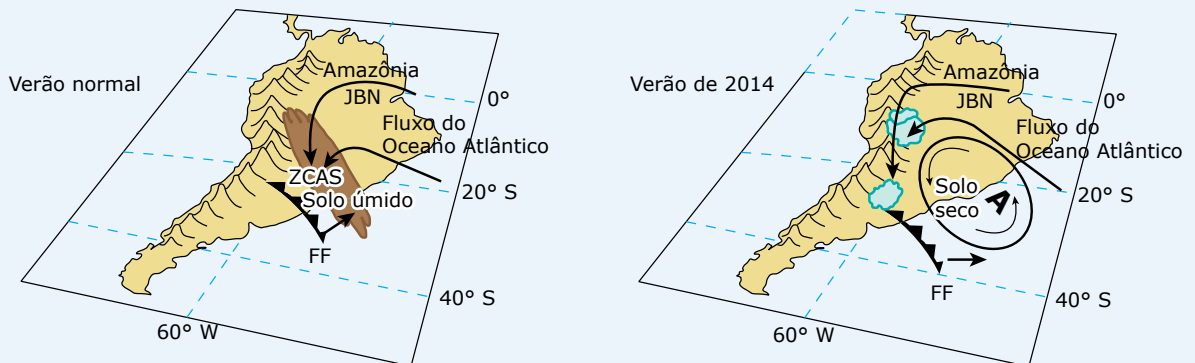 Verão normal
Amazônia
JBN
0°
Fluxo do
Oceano Atlântico
ZCAS
20° S
Solo úmido
FF
40° S
60° W
Verão de 2014
Amazônia
JBN
0°
Fluxo do
Oceano Atlântico
Solo
seco
A
20° S
FF
40° S
60° W